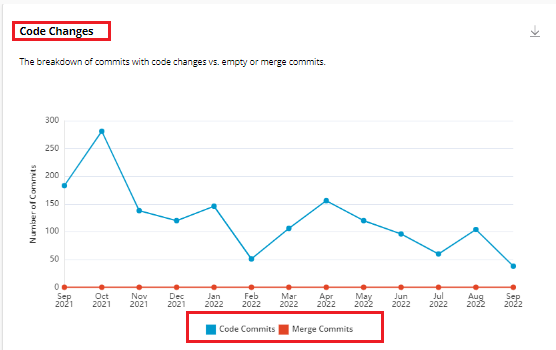 Code Changes
The breakdown of commits with code changes vs. empty or merge commits.
Number of Commits
300
250
200
150
100
50
0
Sep 2021
Oct 2021
Nov 2021
Dec 2021
Jan 2022
Feb 2022
Mar 2022
Apr 2022
May 2022
Jun 2022
Jul 2022
Aug 2022
Sep 2022
Code Commits Merge Commits